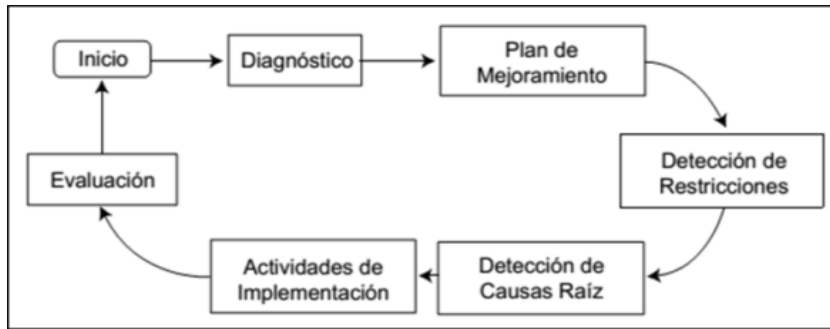 Inicio
Diagnóstico
Plan de
Mejoramiento
Detección de
Restricciones
Detección de
Causas Raíz
Actividades de
Implementación
Evaluación